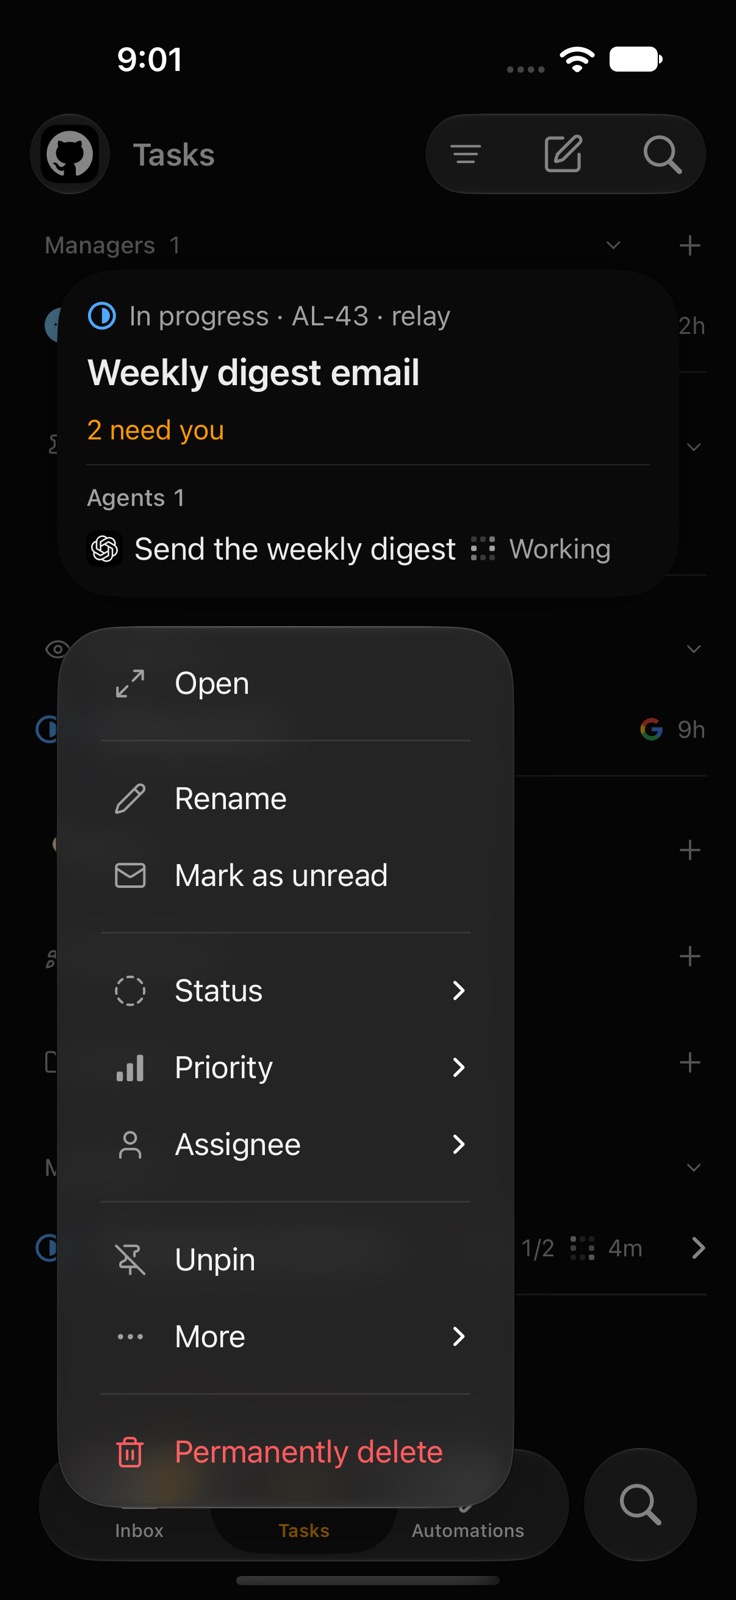 9:01
Tasks
Managers 1
2h
In progress · AL-43 · relay
Weekly digest email
2 need you
Agents 1
Send the weekly digest Working
Open
9h
Rename
Mark as unread
Status
Priority
Assignee
Unpin
1/2 4m
More
Permanently delete
Inbox
Tasks
Automations